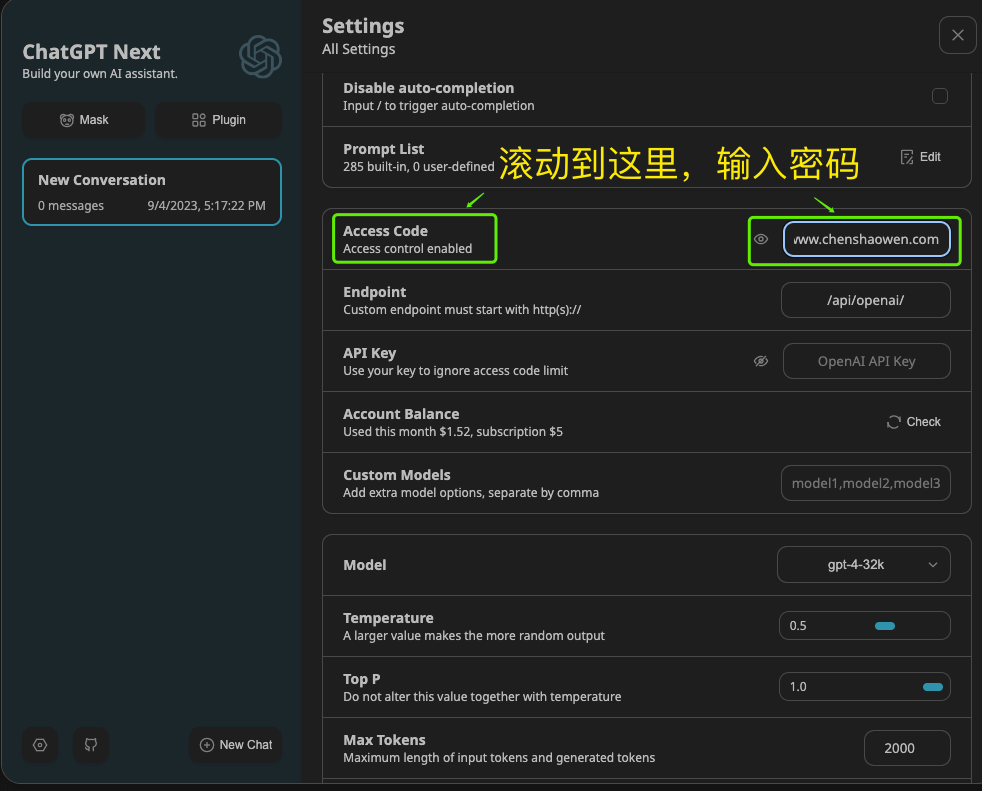 ChatGPT Next
Build your own AI assistant.
Mask
Plugin
New Conversation
0 messages
9/4/2023, 5:17:22 PM
New Chat
Settings
All Settings
Disable auto-completion
Input / to trigger auto-completion
Prompt List
285 built-in, 0 user-defined
Edit
滚动到这里，输入密码
Access Code
Access control enabled
www.chenshaowen.com
Endpoint
Custom endpoint must start with http(s)://
/api/openai/
API Key
Use your key to ignore access code limit
OpenAI API Key
Account Balance
Used this month $1.52, subscription $5
Check
Custom Models
Add extra model options, separate by comma
model1,model2,model3
Model
gpt-4-32k
Temperature
A larger value makes the more random output
0.5
Top P
Do not alter this value together with temperature
1.0
Max Tokens
Maximum length of input tokens and generated tokens
2000